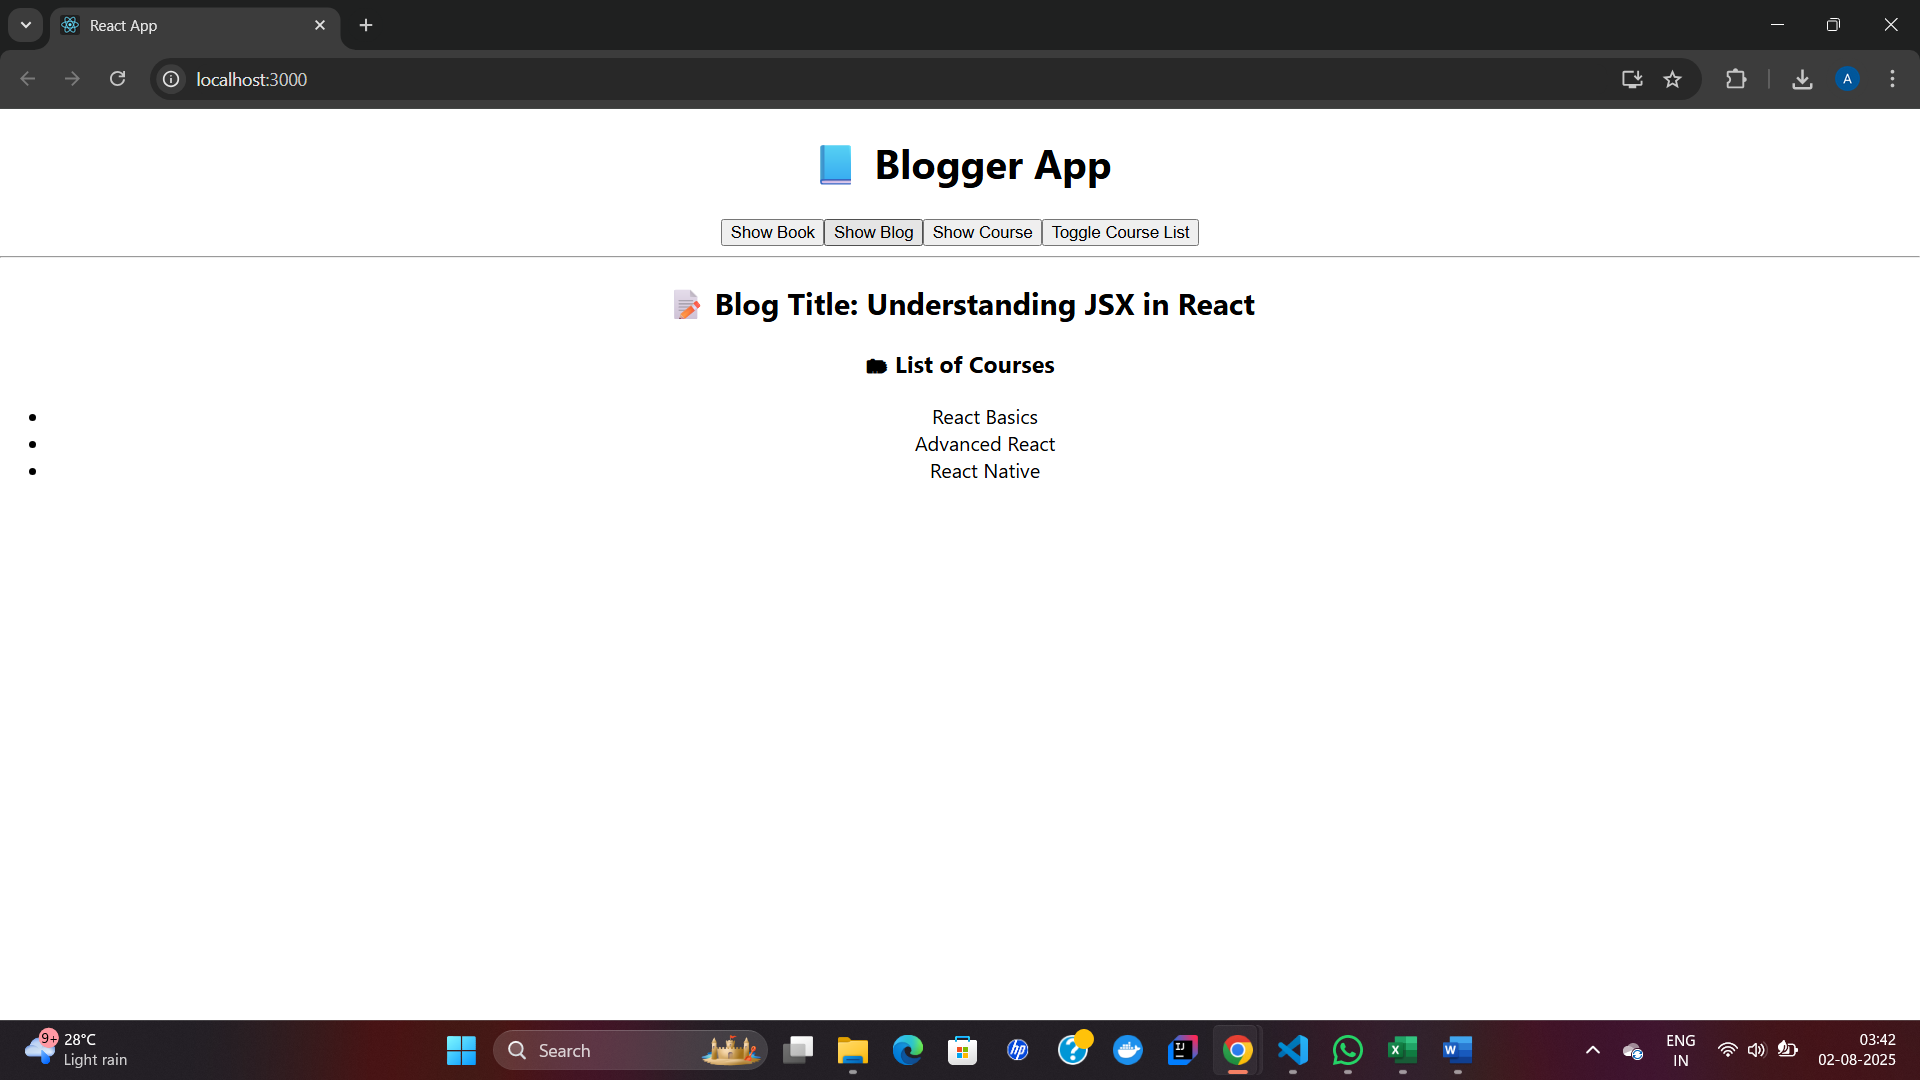 React App
localhost:3000
A
📘 Blogger App
Show Book Show Blog Show Course Toggle Course List
📝 Blog Title: Understanding JSX in React
List of Courses
• React Basics
• Advanced React
• React Native
9+
28°C
Light rain
Search
hp
?
IJ
X
W
ENG
IN
03:42
02-08-2025